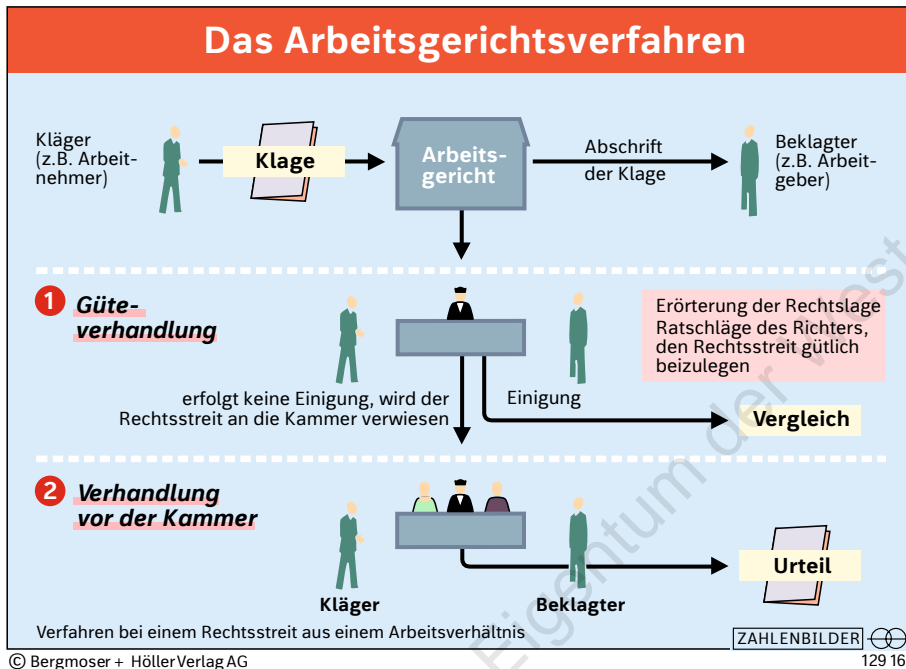 Das Arbeitsgerichtsverfahren
Kläger
(z.B. Arbeit-
nehmer)
Klage
Arbeits-
gericht
Abschrift
der Klage
Beklagter
(z.B. Arbeit-
geber)
1 Güte-
verhandlung
Erörterung der Rechtslage
Ratschläge des Richters,
den Rechtsstreit gütlich
beizulegen
erfolgt keine Einigung, wird der
Rechtsstreit an die Kammer verwiesen
Einigung
Vergleich
2 Verhandlung
vor der Kammer
Kläger
Beklagter
Urteil
Verfahren bei einem Rechtsstreit aus einem Arbeitsverhältnis
ZAHLENBILDER
© Bergmoser + Höller Verlag AG
129 16
Eigentum der West